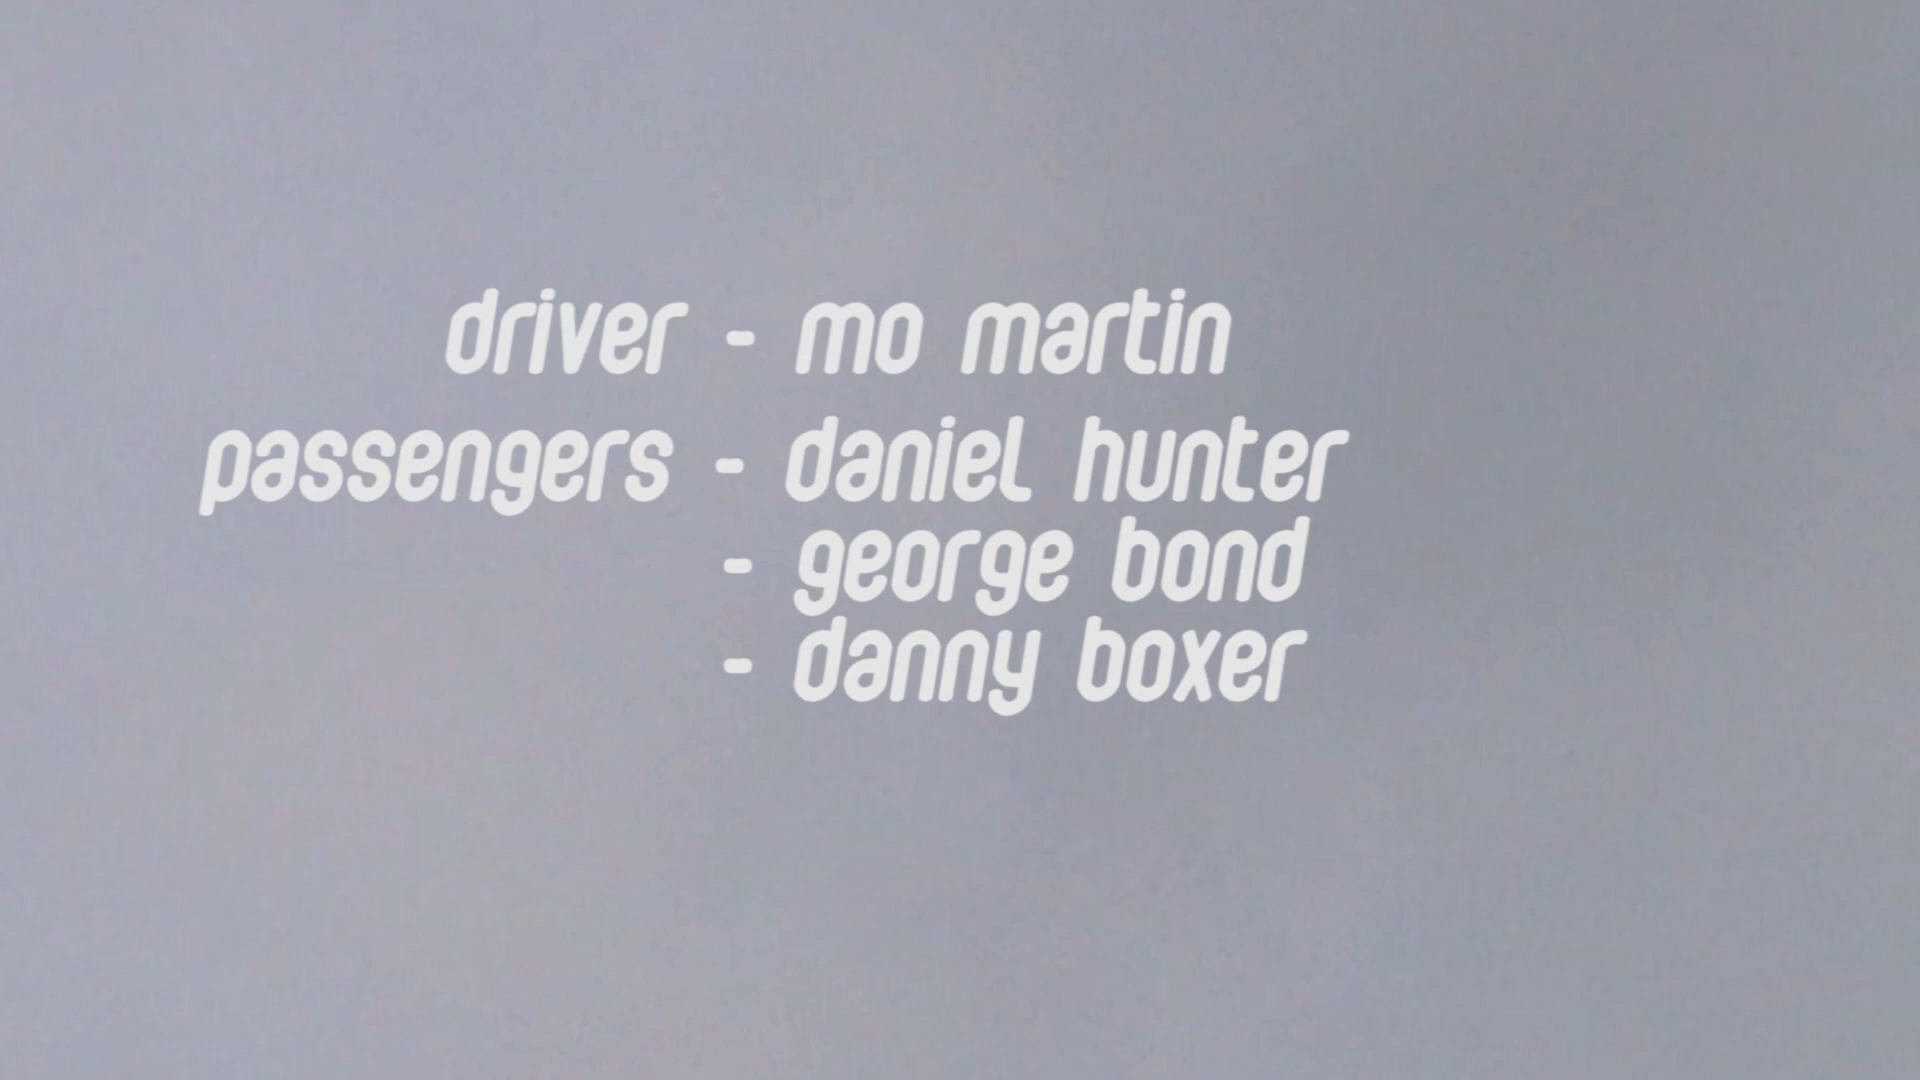 driver - mo martin
passengers - daniel hunter
- george bond
- danny boxer